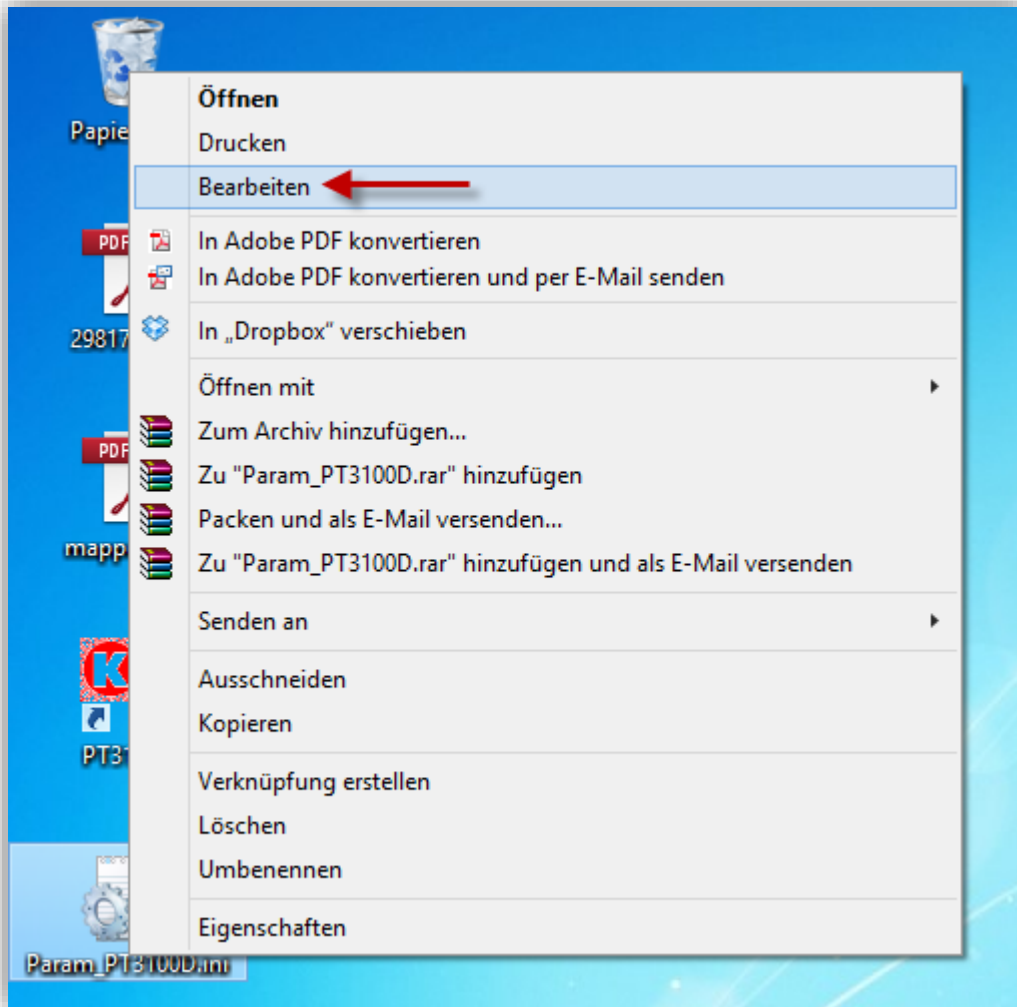 Papie
Öffnen
Drucken
Bearbeiten
PDF
In Adobe PDF konvertieren
In Adobe PDF konvertieren und per E-Mail senden
29817
In „Dropbox“ verschieben
Öffnen mit
Zum Archiv hinzufügen...
PDF
Zu "Param_PT3100D.rar" hinzufügen
Packen und als E-Mail versenden...
mapp
Zu "Param_PT3100D.rar" hinzufügen und als E-Mail versenden
Senden an
K
Ausschneiden
Kopieren
PT31
Verknüpfung erstellen
Löschen
Umbenennen
Eigenschaften
Param_PT3100D.ini